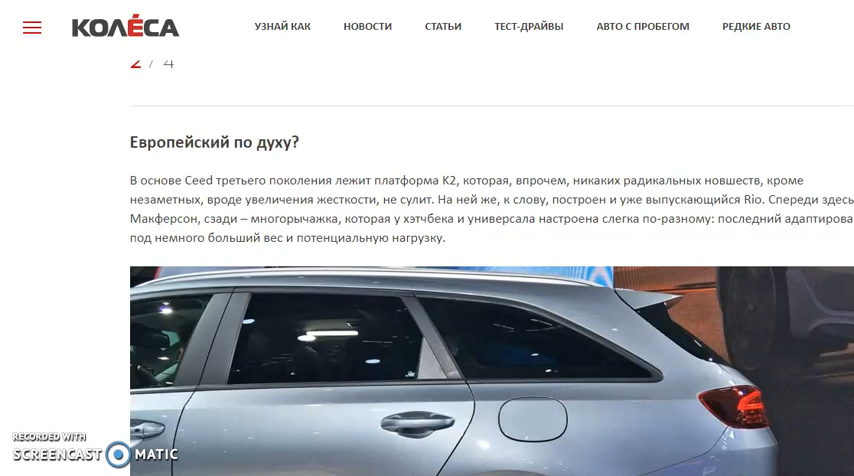 КОЛЁСА
УЗНАЙ КАК
НОВОСТИ
СТАТЬИ
ТЕСТ-ДРАЙВЫ
АВТО С ПРОБЕГОМ
РЕДКИЕ АВТО
2 / 4
Европейский по духу?
В основе Ceed третьего поколения лежит платформа K2, которая, впрочем, никаких радикальных новшеств, кроме
незаметных, вроде увеличения жесткости, не сулит. На ней же, к слову, построен и уже выпускающийся Rio. Спереди здесь
Макферсон, сзади – многорычажка, которая у хэтчбека и универсала настроена слегка по-разному: последний адаптирова
под немного больший вес и потенциальную нагрузку.
RECORDED WITH
SCREENCAST MATIC